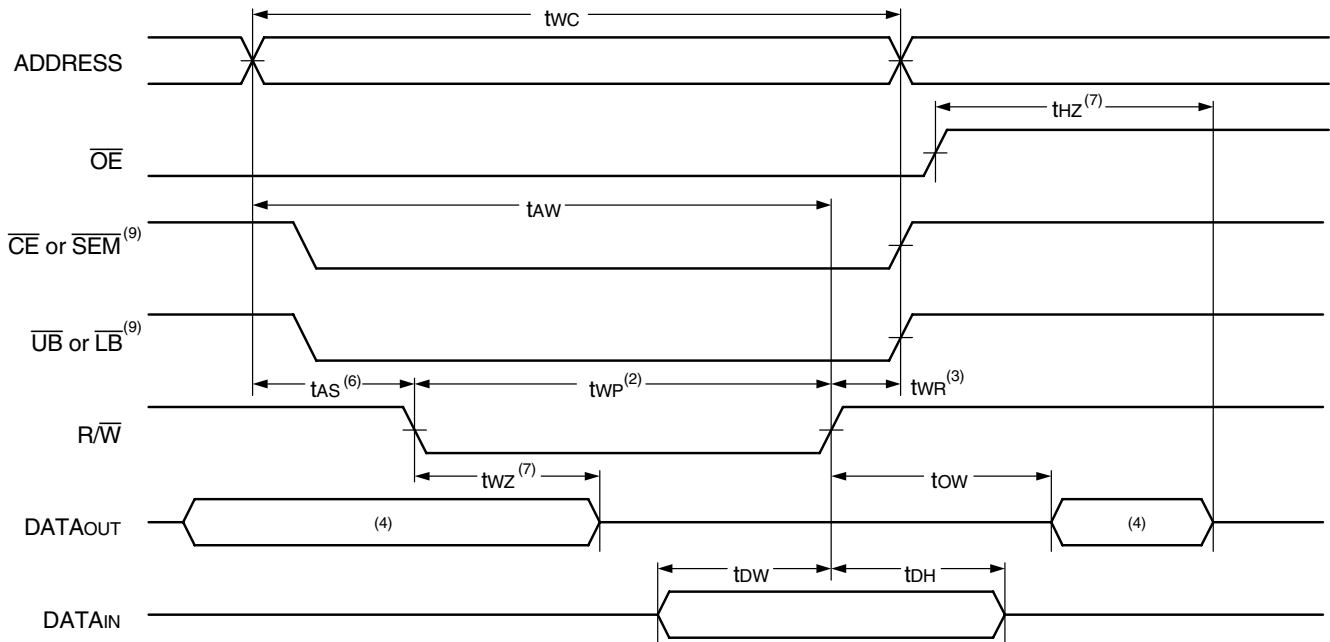 tWC
ADDRESS
tHZ(7)
OE
tAW
CE or SEM(9)
UB or LB(9)
tAS(6)
tWP(2)
tWR(3)
R/W
tWZ(7)
tOW
DATAOUT
(4)
(4)
tDW
tDH
DATAIN